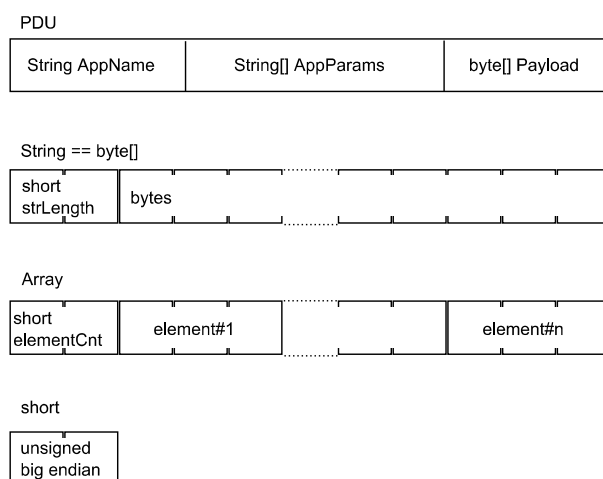 PDU
String AppName String[] AppParams byte[] Payload
String == byte[]
short
strLength bytes
Array
short
elementCnt element#1 element#n
short
unsigned
big endian